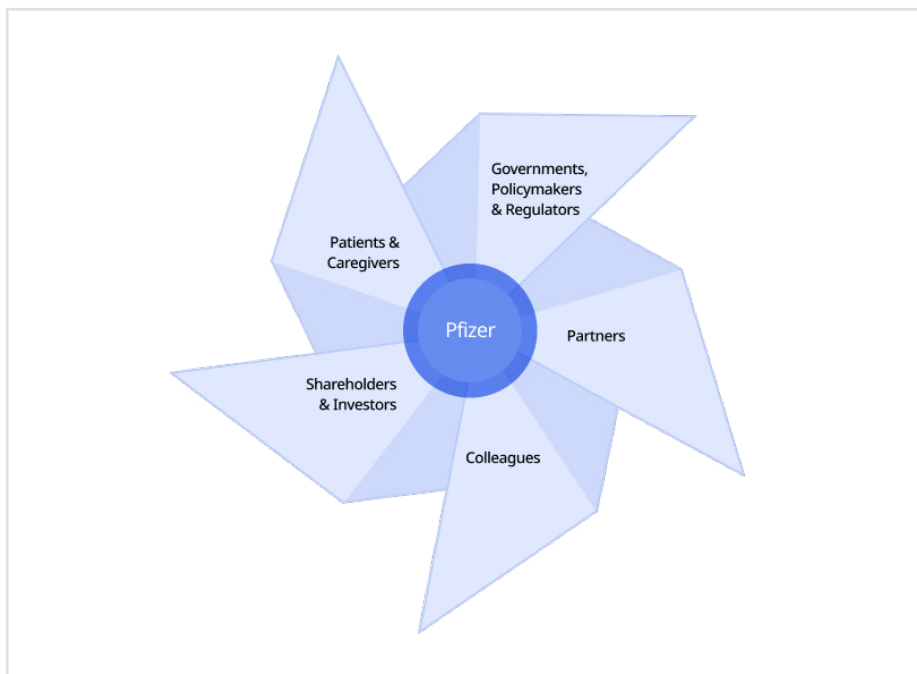 Governments,
Policymakers
& Regulators
Patients &
Caregivers
Pfizer
Partners
Shareholders
& Investors
Colleagues